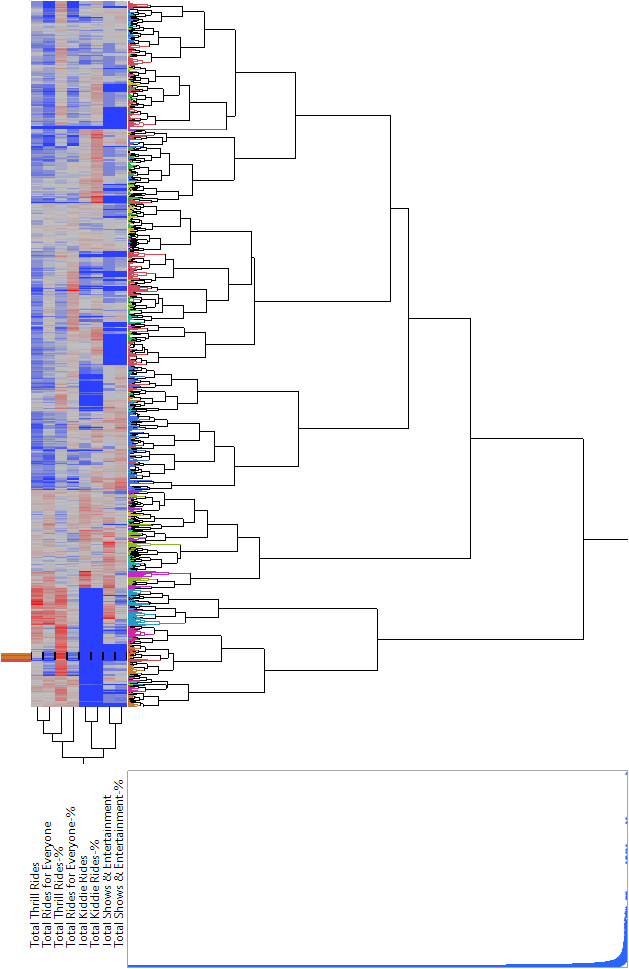 Total Thrill Rides
Total Rides for Everyone
Total Thrill Rides-%
Total Rides for Everyone-%
Total Kiddie Rides
Total Kiddie Rides-%
Total Shows & Entertainment
Total Shows & Entertainment-%